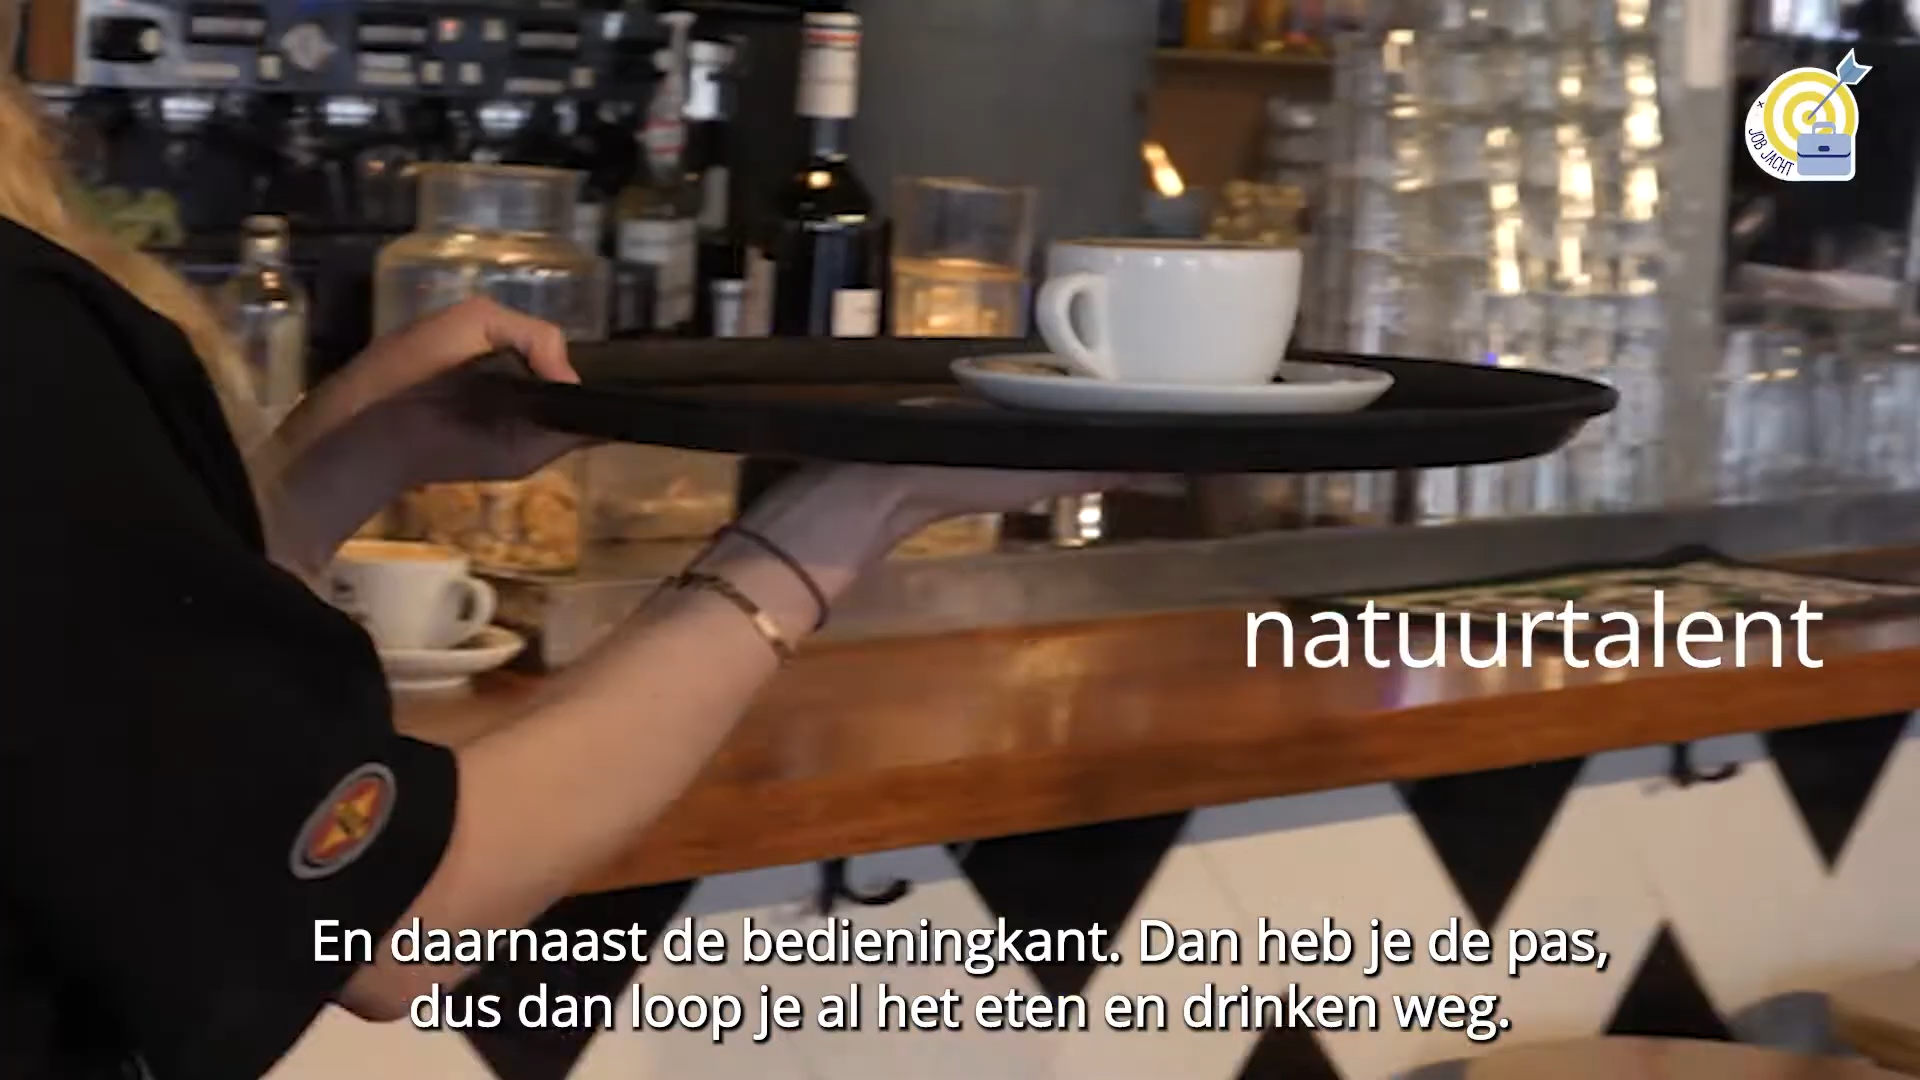 JOB JACHT
natuurtalent
En daarnaast de bedieningkant. Dan heb je de pas,
dus dan loop je al het eten en drinken weg.